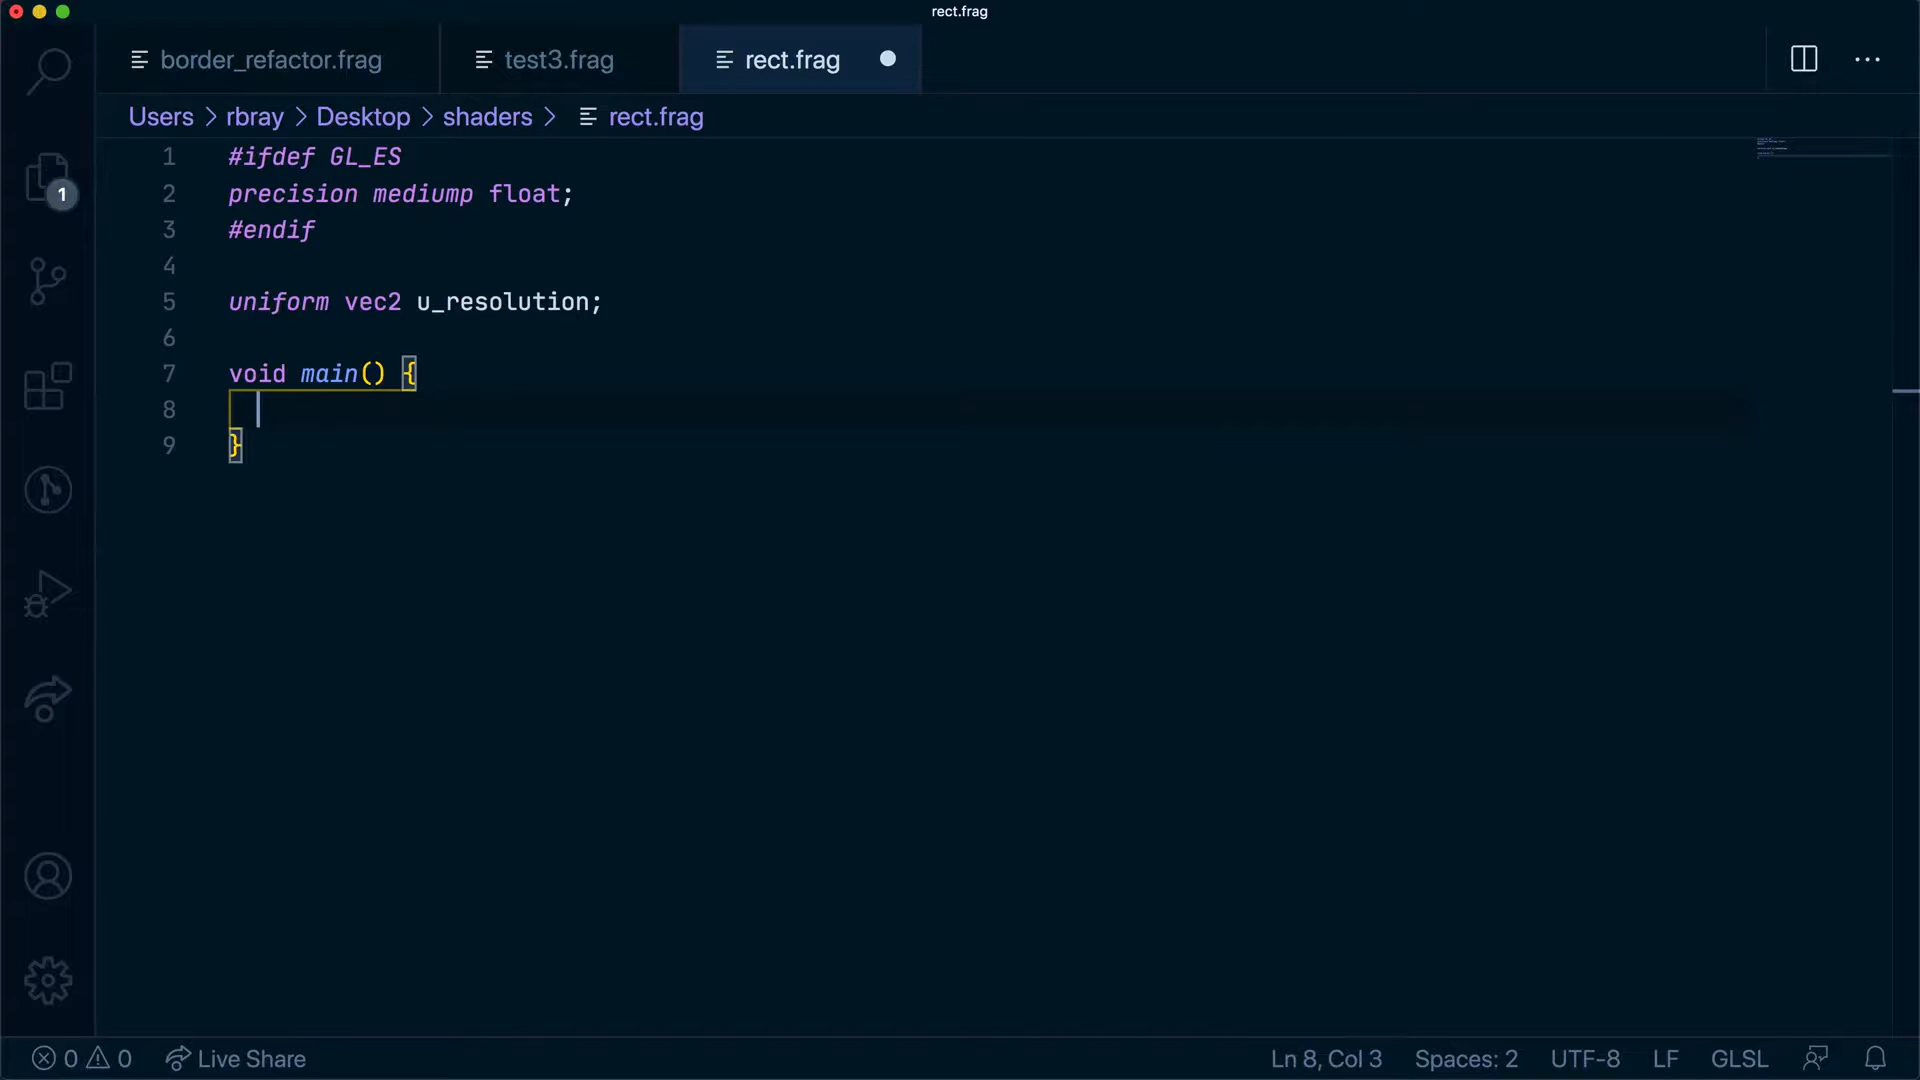 rect.frag
border_refactor.frag
test3.frag
rect.frag
Users > rbray > Desktop > shaders > rect.frag
1 #ifdef GL_ES
2 precision mediump float;
3 #endif
4
5 uniform vec2 u_resolution;
6
7 void main() {
8
9 }
1
0 0 Live Share
Ln 8, Col 3 Spaces: 2 UTF-8 LF GLSL